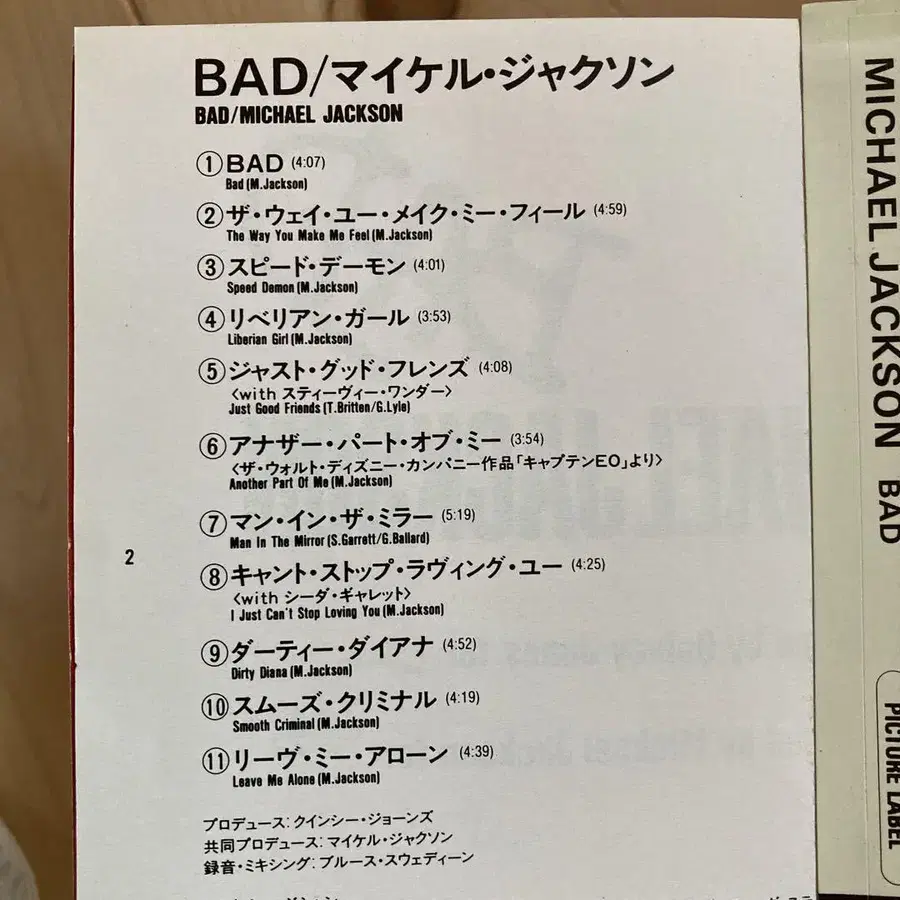 BAD/マイケル・ジャクソン
BAD/MICHAEL JACKSON
①BAD (4:07)
Bad (M.Jackson)
②ザ・ウェイ・ユー・メイク・ミー・フィール (4:59)
The Way You Make Me Feel (M.Jackson)
③スピード・デーモン (4:01)
Speed Demon (M.Jackson)
④リベリアン・ガール (3:53)
Liberian Girl (M.Jackson)
⑤ジャスト・グッド・フレンズ (4:08)
〈with スティーヴィー・ワンダー〉
Just Good Friends (T.Britten/G.Lyle)
⑥アナザー・パート・オブ・ミー (3:54)
〈ザ・ウォルト・ディズニー・カンパニー作品「キャプテンEO」より〉
Another Part Of Me (M.Jackson)
⑦マン・イン・ザ・ミラー (5:19)
Man In The Mirror (S.Garrett/G.Ballard)
⑧キャント・ストップ・ラヴィング・ユー (4:25)
〈with シーダ・ギャレット〉
I Just Can't Stop Loving You (M.Jackson)
⑨ダーティー・ダイアナ (4:52)
Dirty Diana (M.Jackson)
⑩スムーズ・クリミナル (4:19)
Smooth Criminal (M.Jackson)
⑪リーヴ・ミー・アローン (4:39)
Leave Me Alone (M.Jackson)
プロデュース: クインシー・ジョーンズ
共同プロデュース: マイケル・ジャクソン
録音・ミキシング: ブルース・スウェディーン
2
MICHAEL JACKSON BAD
PICTURE LABEL